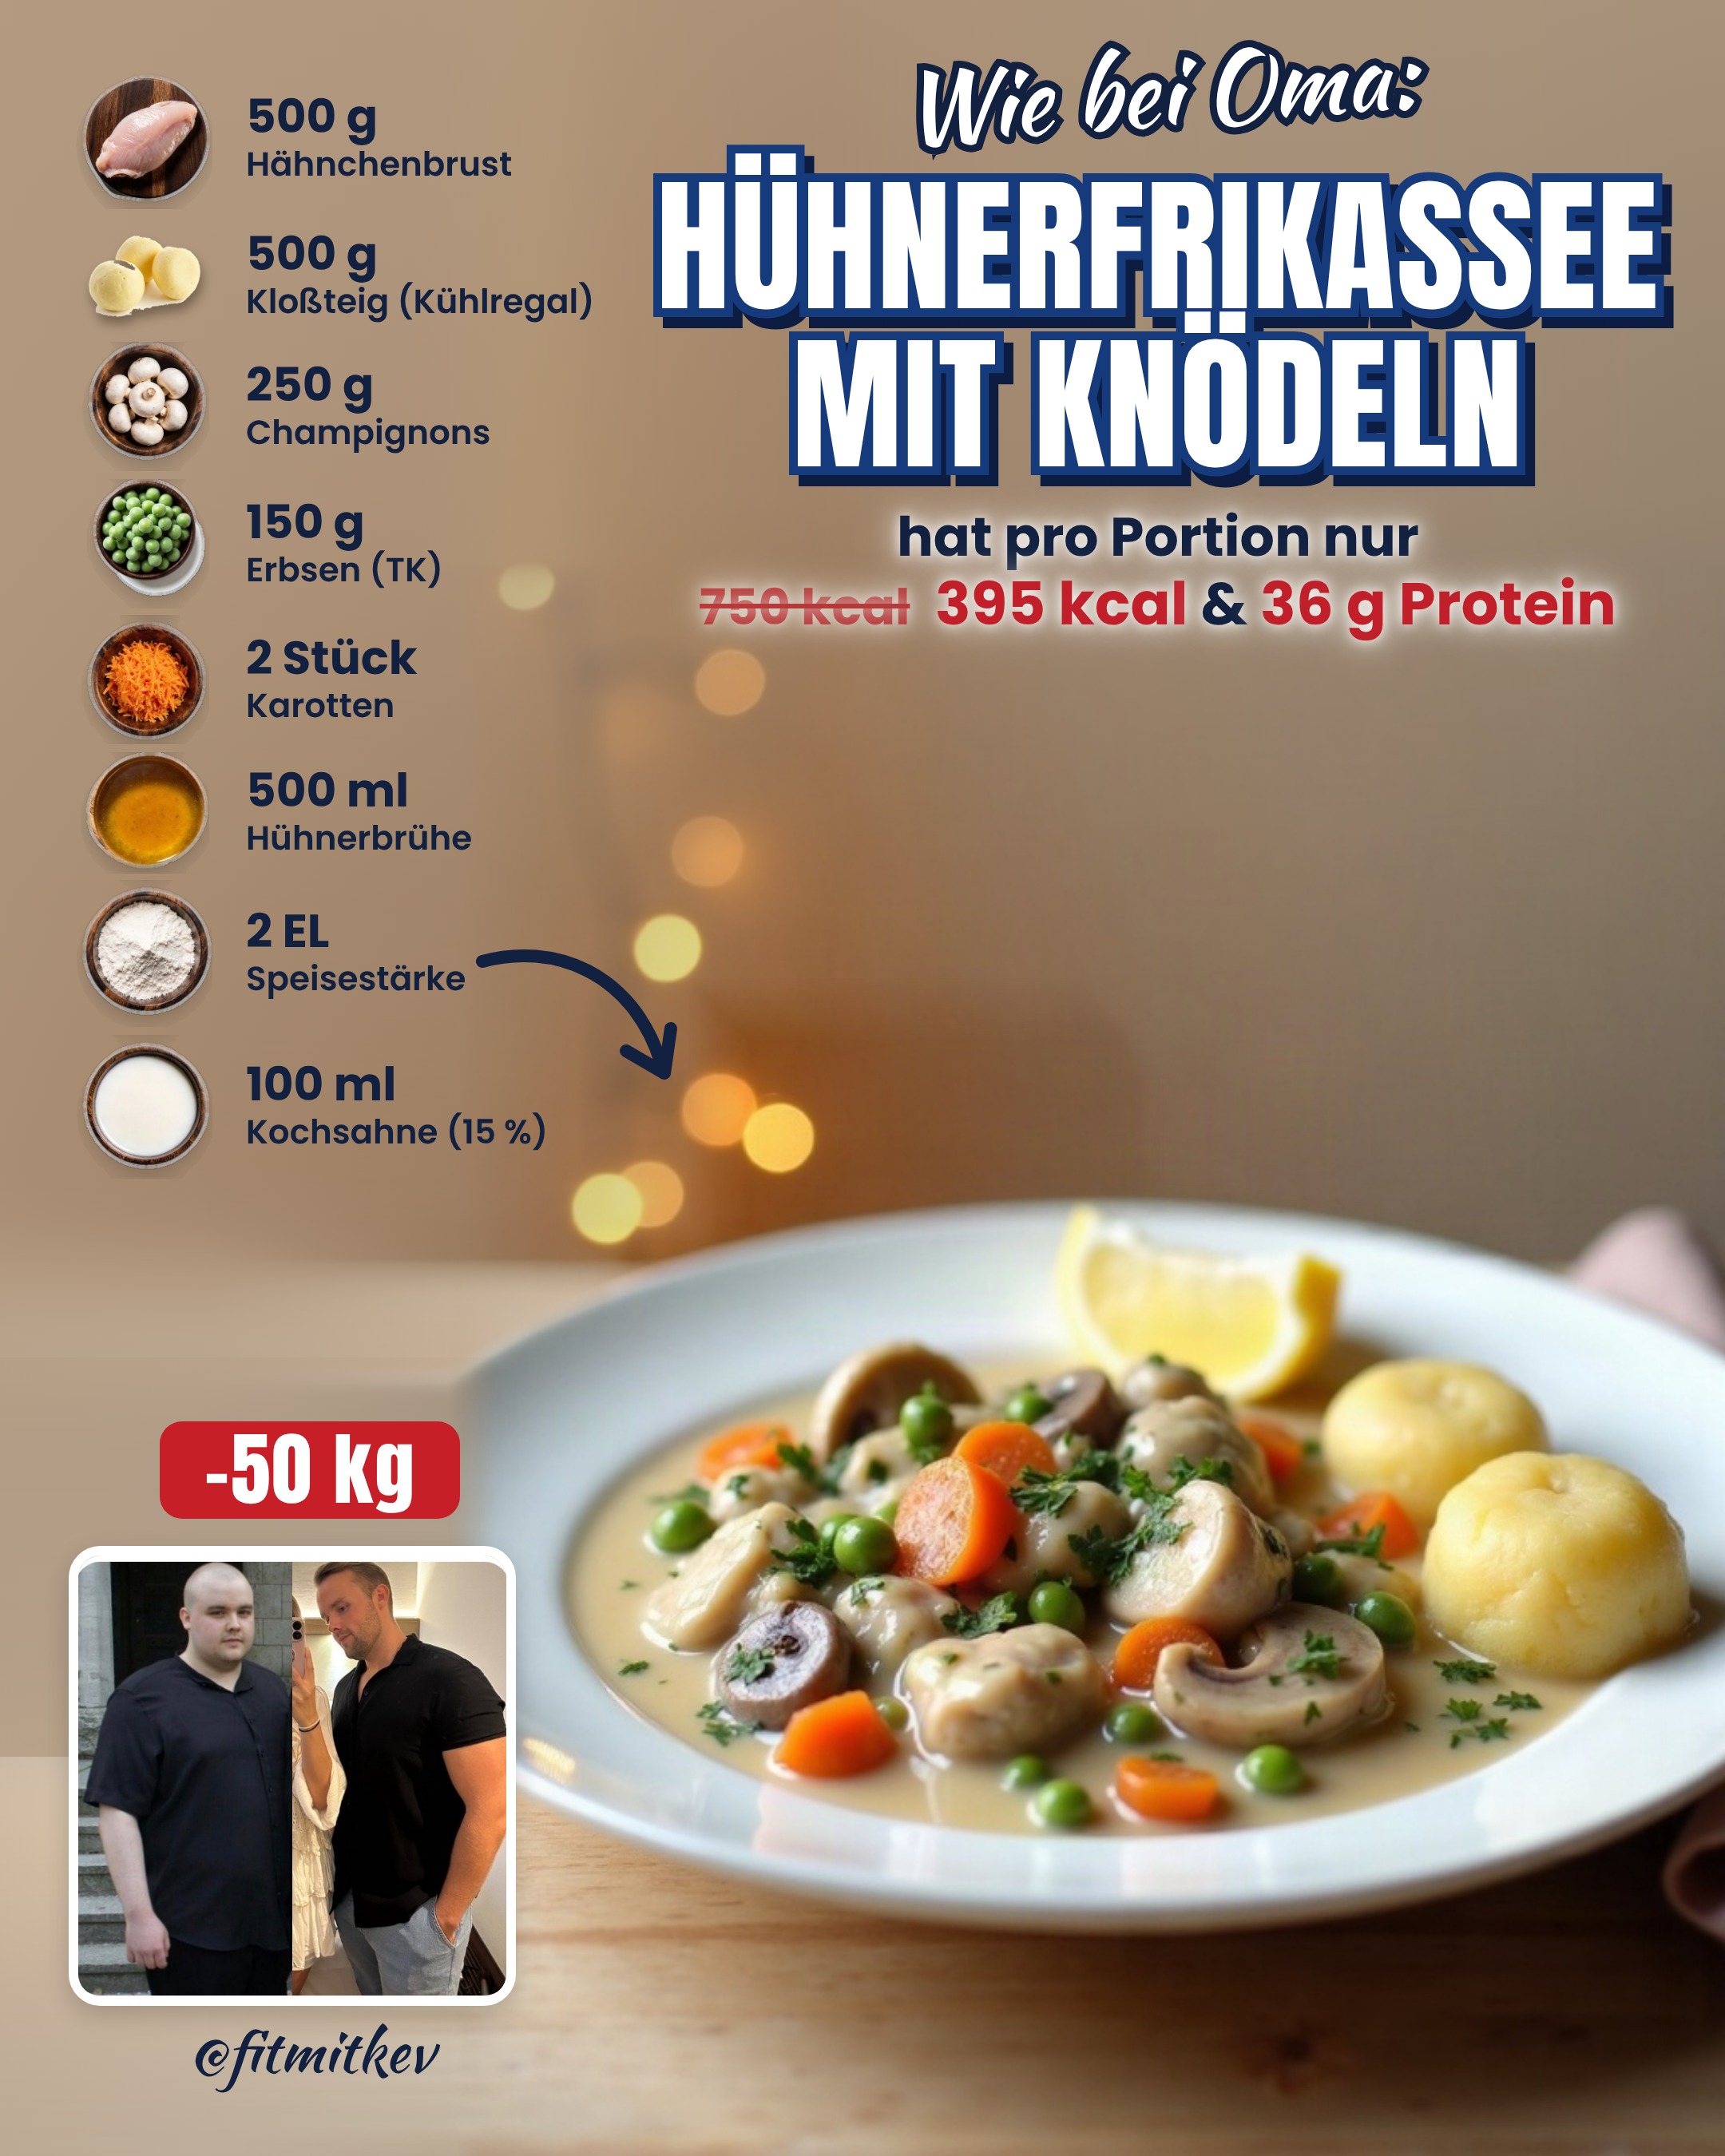 Wie bei Oma:
HÜHNERFRIKASSEE
MIT KNÖDELN
hat pro Portion nur
750 kcal 395 kcal & 36 g Protein
500 g
Hähnchenbrust
500 g
Kloßteig (Kühlregal)
250 g
Champignons
150 g
Erbsen (TK)
2 Stück
Karotten
500 ml
Hühnerbrühe
2 EL
Speisestärke
100 ml
Kochsahne (15 %)
-50 kg
@fitmitkev